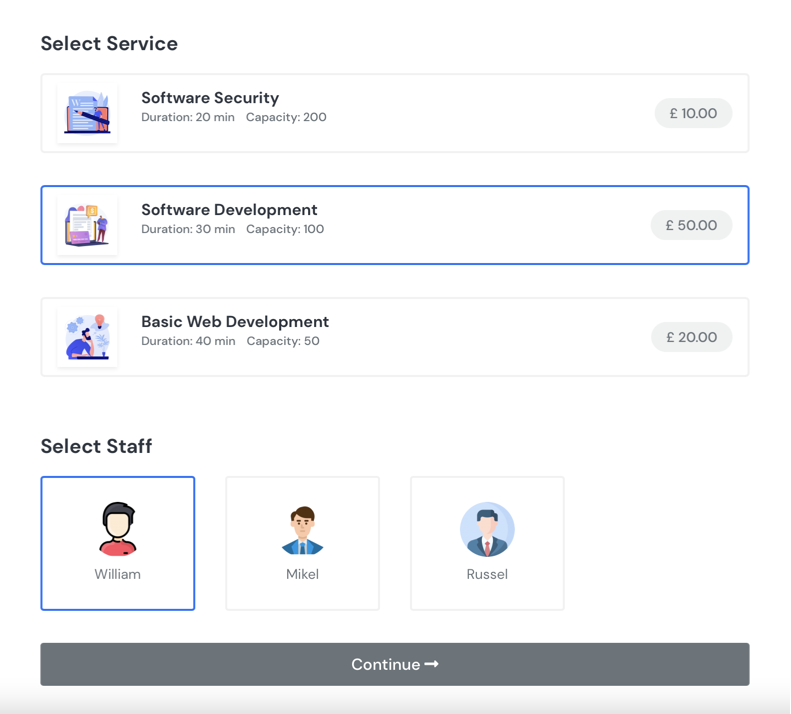 Select Service
Software Security
Duration: 20 min Capacity: 200
£ 10.00
Software Development
Duration: 30 min Capacity: 100
£ 50.00
Basic Web Development
Duration: 40 min Capacity: 50
£ 20.00
Select Staff
William
Mikel
Russel
Continue